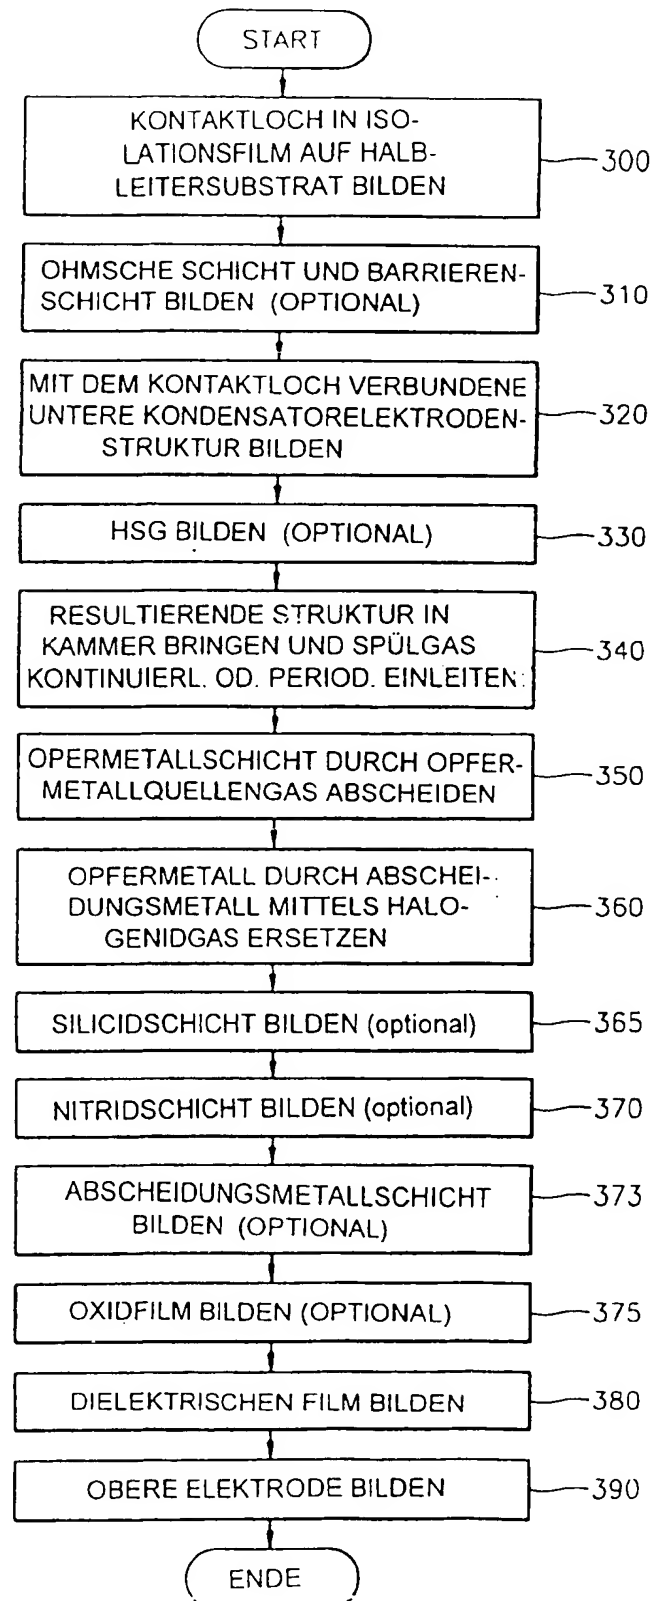 START
KONTAKTLOCH IN ISO-
LATIONSFILM AUF HALB-
LEITERSUBSTRAT BILDEN
300
OHMSCHE SCHICHT UND BARRIEREN-
SCHICHT BILDEN (OPTIONAL)
310
MIT DEM KONTAKTLOCH VERBUNDENE
UNTERE KONDENSATORELEKTRODEN-
STRUKTUR BILDEN
320
HSG BILDEN (OPTIONAL)
330
RESULTIERENDE STRUKTUR IN
KAMMER BRINGEN UND SPÜLGAS
KONTINUIERL. OD. PERIOD. EINLEITEN
340
OPERMETALLSCHICHT DURCH OPFER-
METALLQUELLENGAS ABSCHEIDEN
350
OPFERMETALL DURCH ABSCHEI-
DUNGSMETALL MITTELS HALO-
GENIDGAS ERSETZEN
360
SILICIDSCHICHT BILDEN (optional)
365
NITRIDSCHICHT BILDEN (optional)
370
ABSCHEIDUNGSMETALLSCHICHT
BILDEN (OPTIONAL)
373
OXIDFILM BILDEN (OPTIONAL)
375
DIELEKTRISCHEN FILM BILDEN
380
OBERE ELEKTRODE BILDEN
390
ENDE